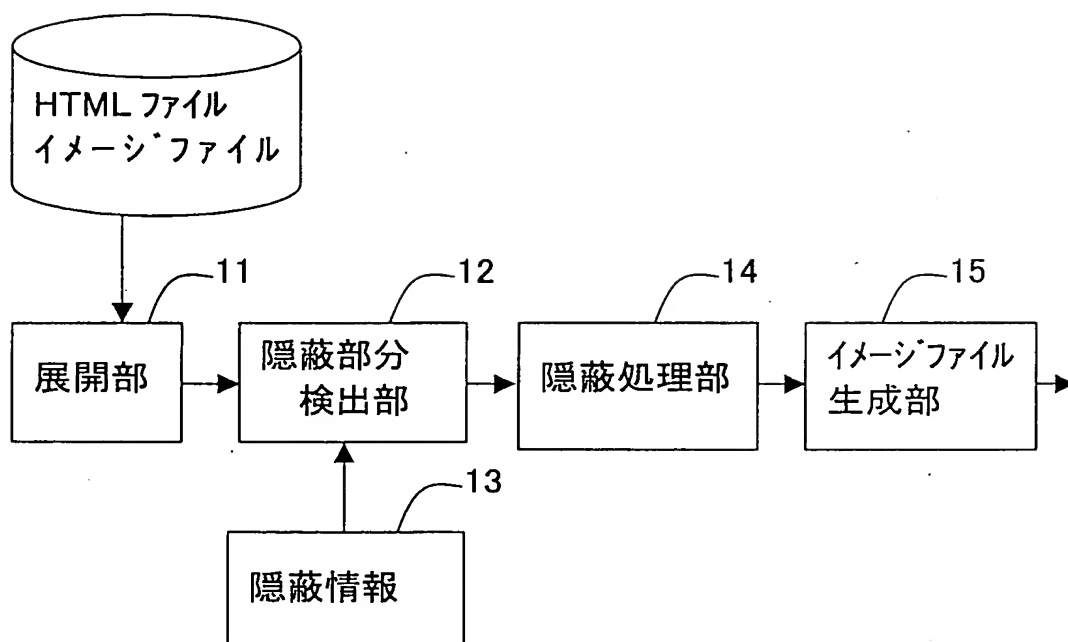 HTML ファイル
イメージファイル
11
12
14
15
展開部
隠蔽部分
検出部
隠蔽処理部
イメージファイル
生成部
13
隠蔽情報